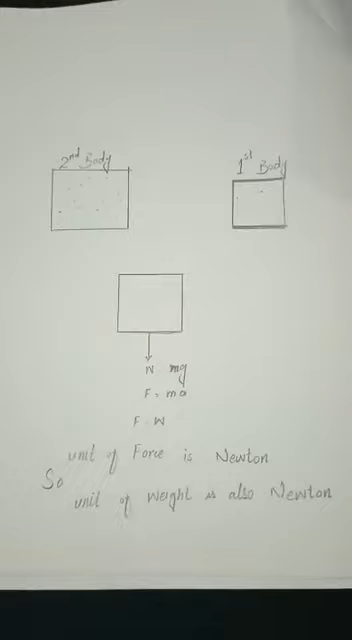 2nd Body
1st Body
W mg
F = ma
F W
unit of Force is Newton
So
unit of Weight is also Newton